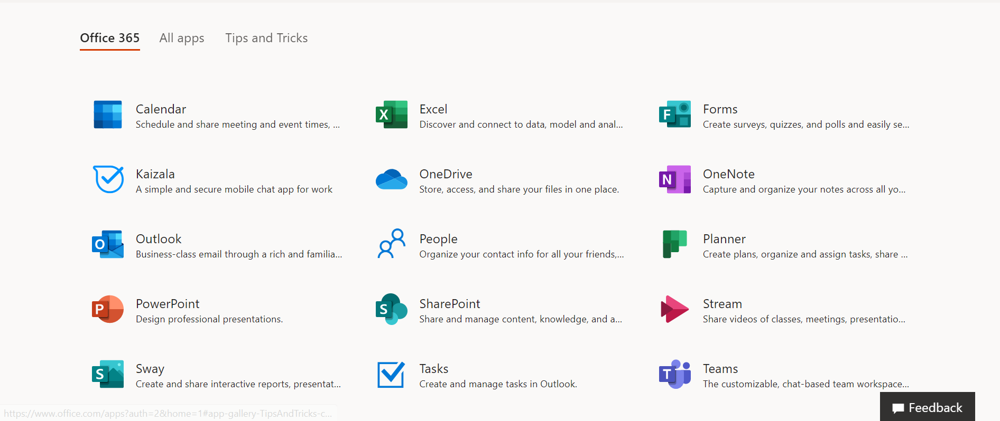 Office 365 All apps Tips and Tricks
Calendar
Schedule and share meeting and event times, ...
X
Excel
Discover and connect to data, model and anal...
F
Forms
Create surveys, quizzes, and polls and easily se...
Kaizala
A simple and secure mobile chat app for work
OneDrive
Store, access, and share your files in one place.
N
OneNote
Capture and organize your notes across all yo...
O
Outlook
Business-class email through a rich and familia...
People
Organize your contact info for all your friends,...
Planner
Create plans, organize and assign tasks, share ...
P
PowerPoint
Design professional presentations.
S
SharePoint
Share and manage content, knowledge, and a...
Stream
Share videos of classes, meetings, presentatio...
S
Sway
Create and share interactive reports, presentat...
Tasks
Create and manage tasks in Outlook.
T
Teams
The customizable, chat-based team workspace...
Feedback
https://www.office.com/apps?auth=2&home=1#app-gallery-TipsAndTricks-c...